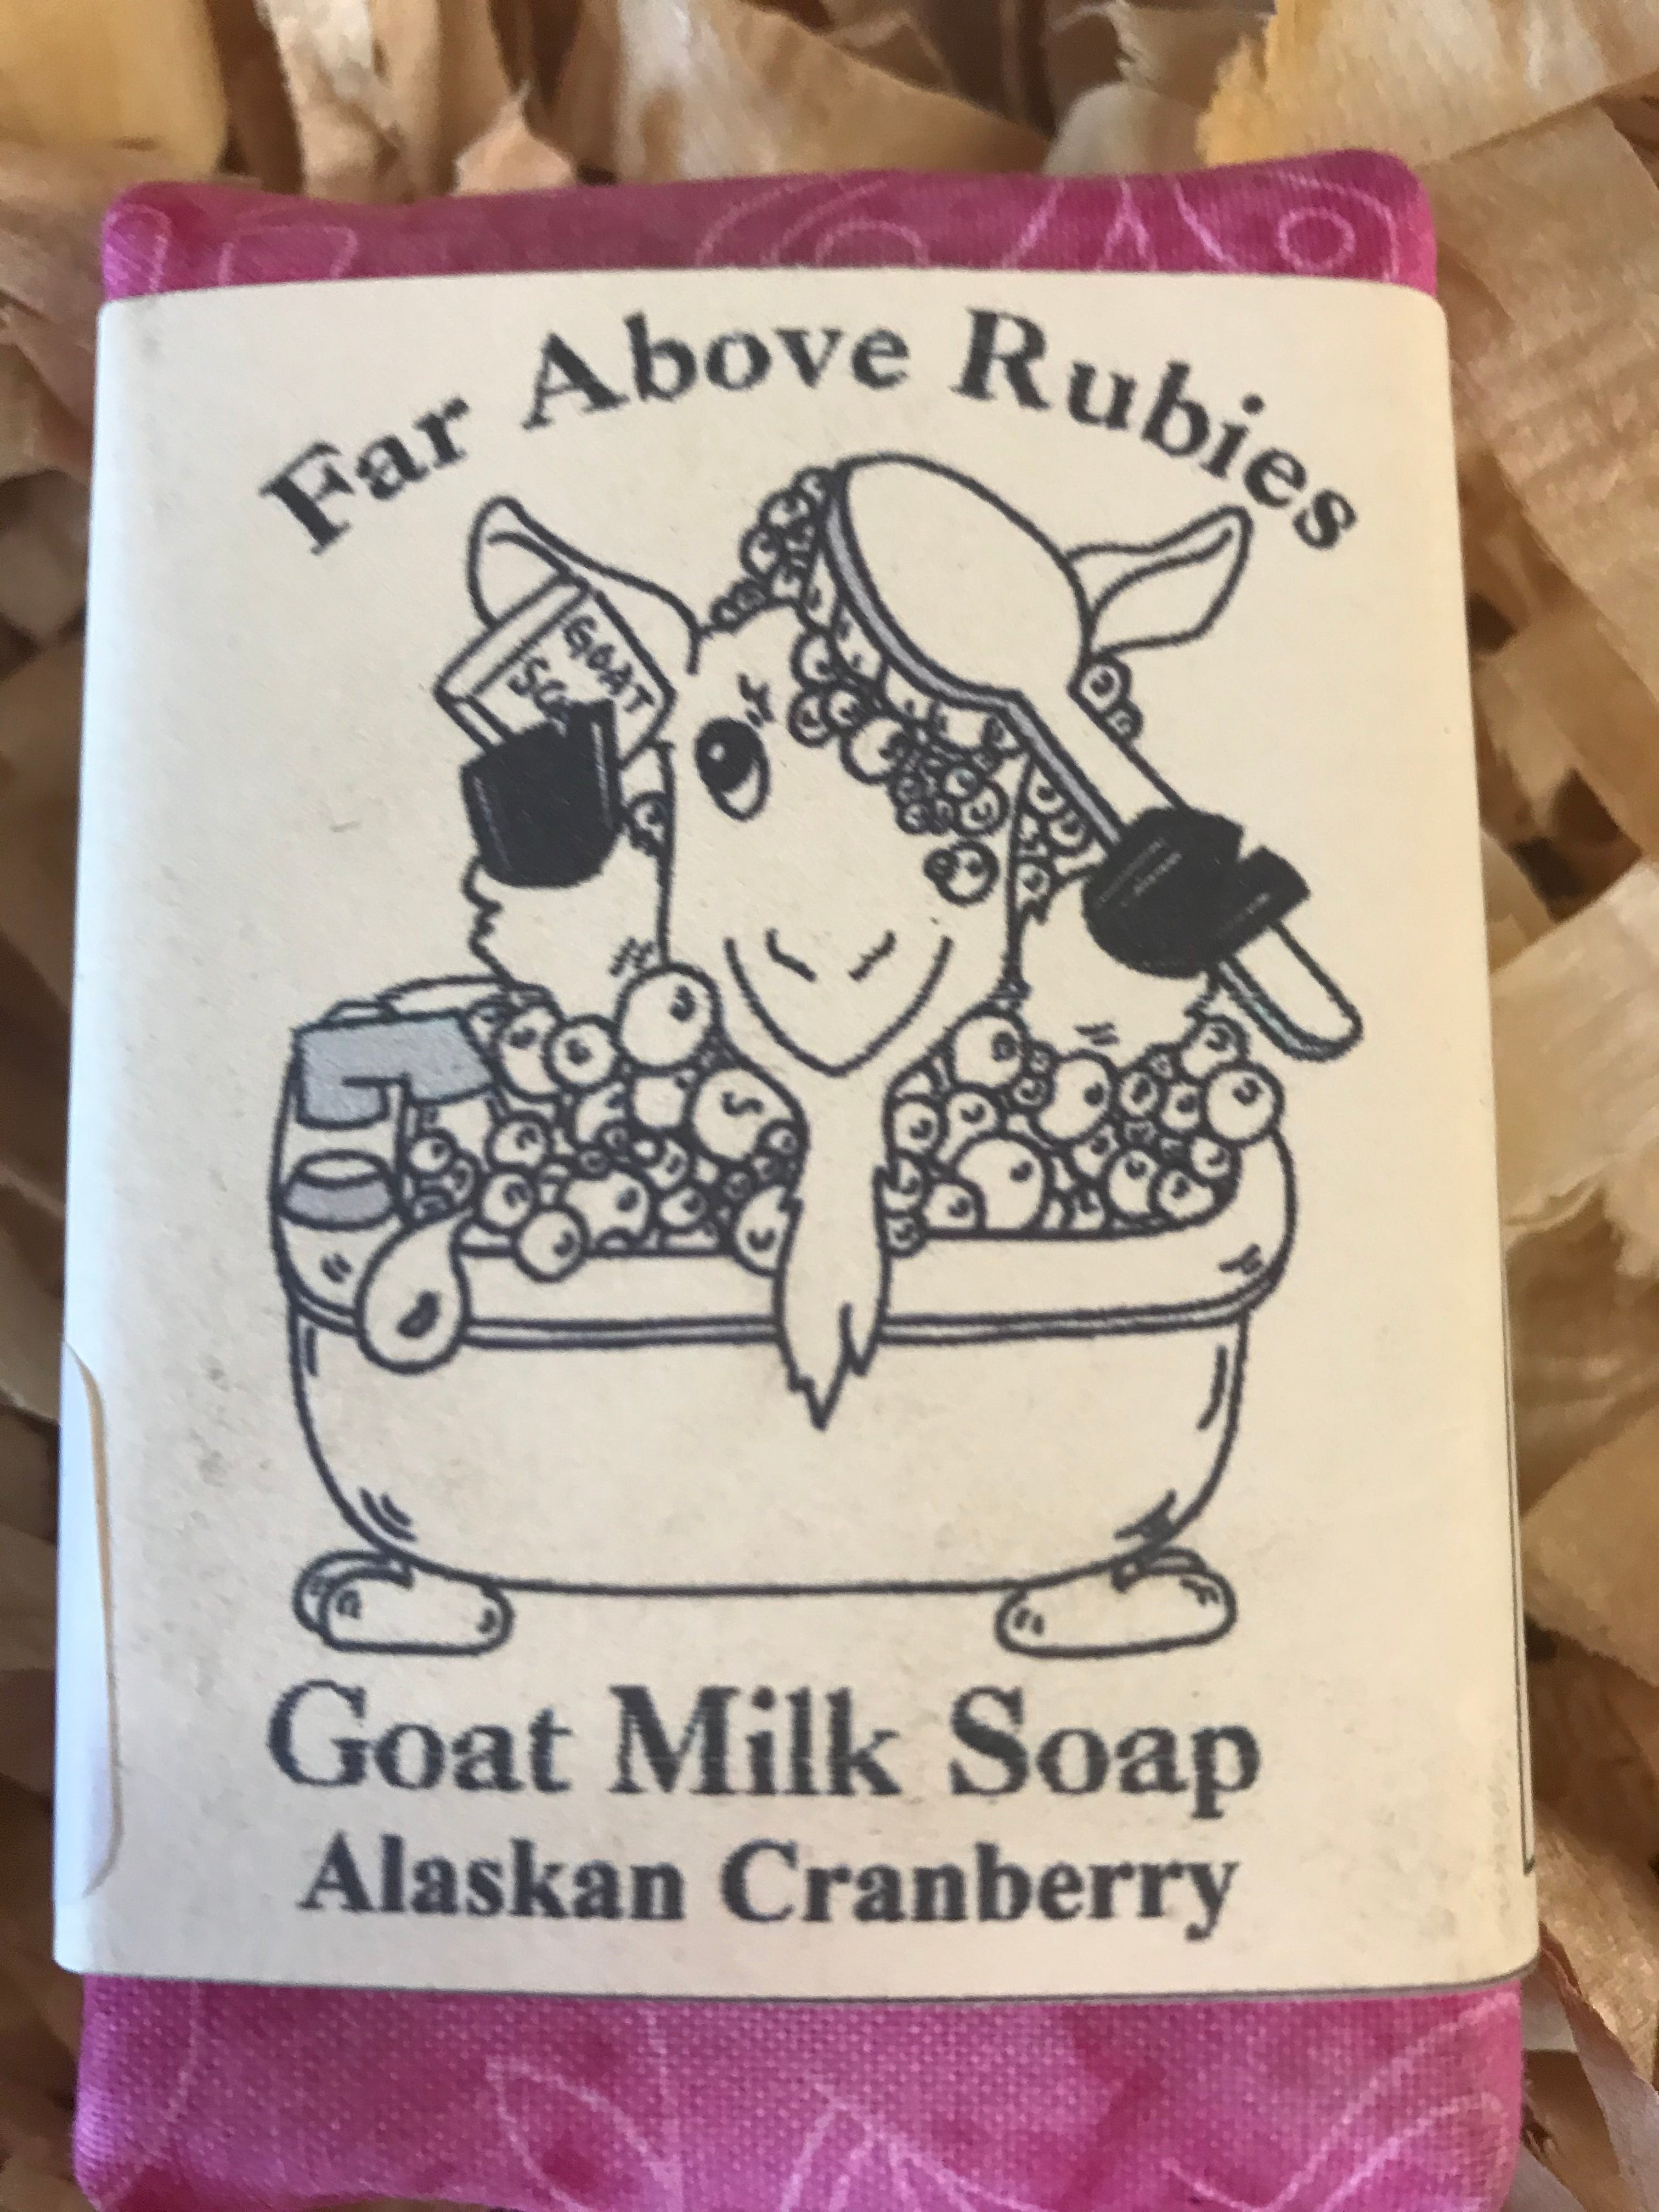 Far Above Rubies
GOAT
Goat Milk Soap
Alaskan Cranberry